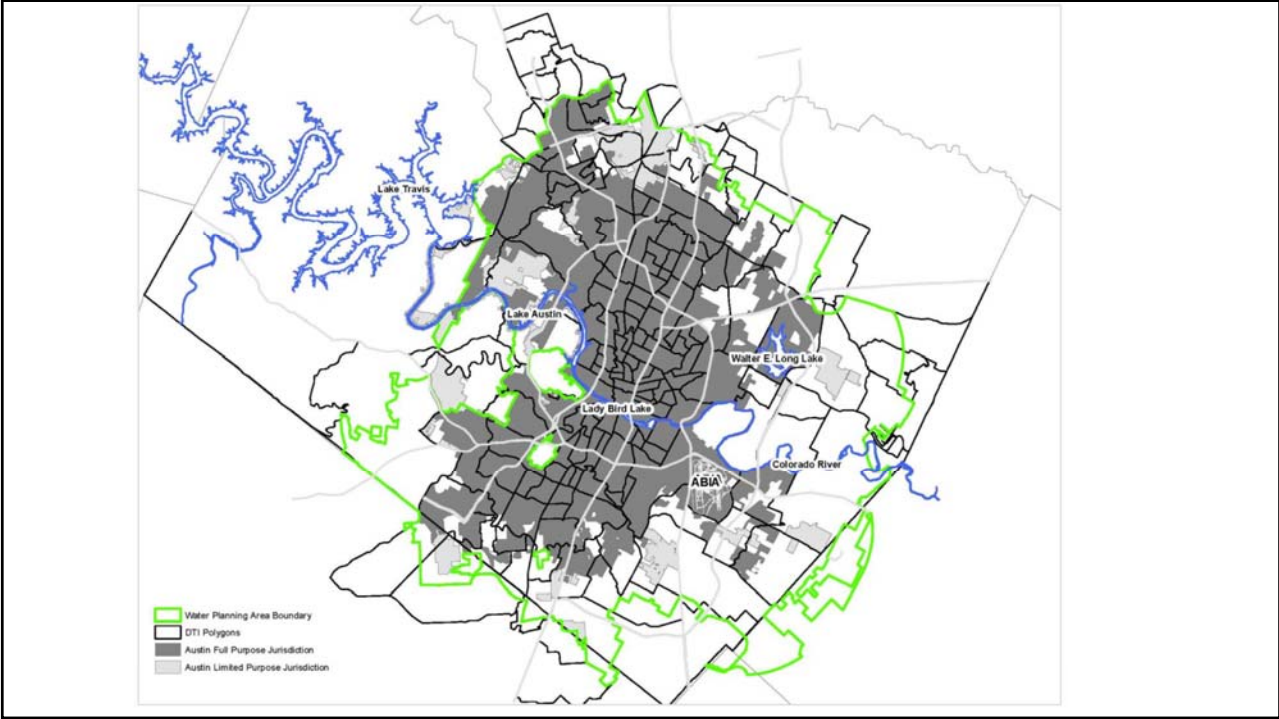 Lake Travis
Lake Austin
Walter E. Long Lake
Lady Bird Lake
Colorado River
ABIA
Water Planning Area Boundary
DTI Polygons
Austin Full Purpose Jurisdiction
Austin Limited Purpose Jurisdiction